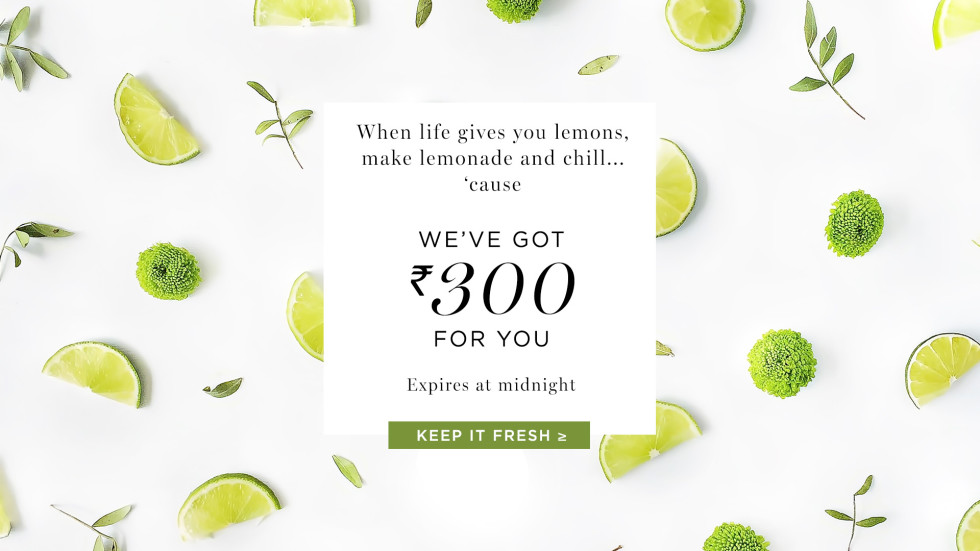 When life gives you lemons,
make lemonade and chill...
‘cause
WE’VE GOT
₹300
FOR YOU
Expires at midnight
KEEP IT FRESH ≥